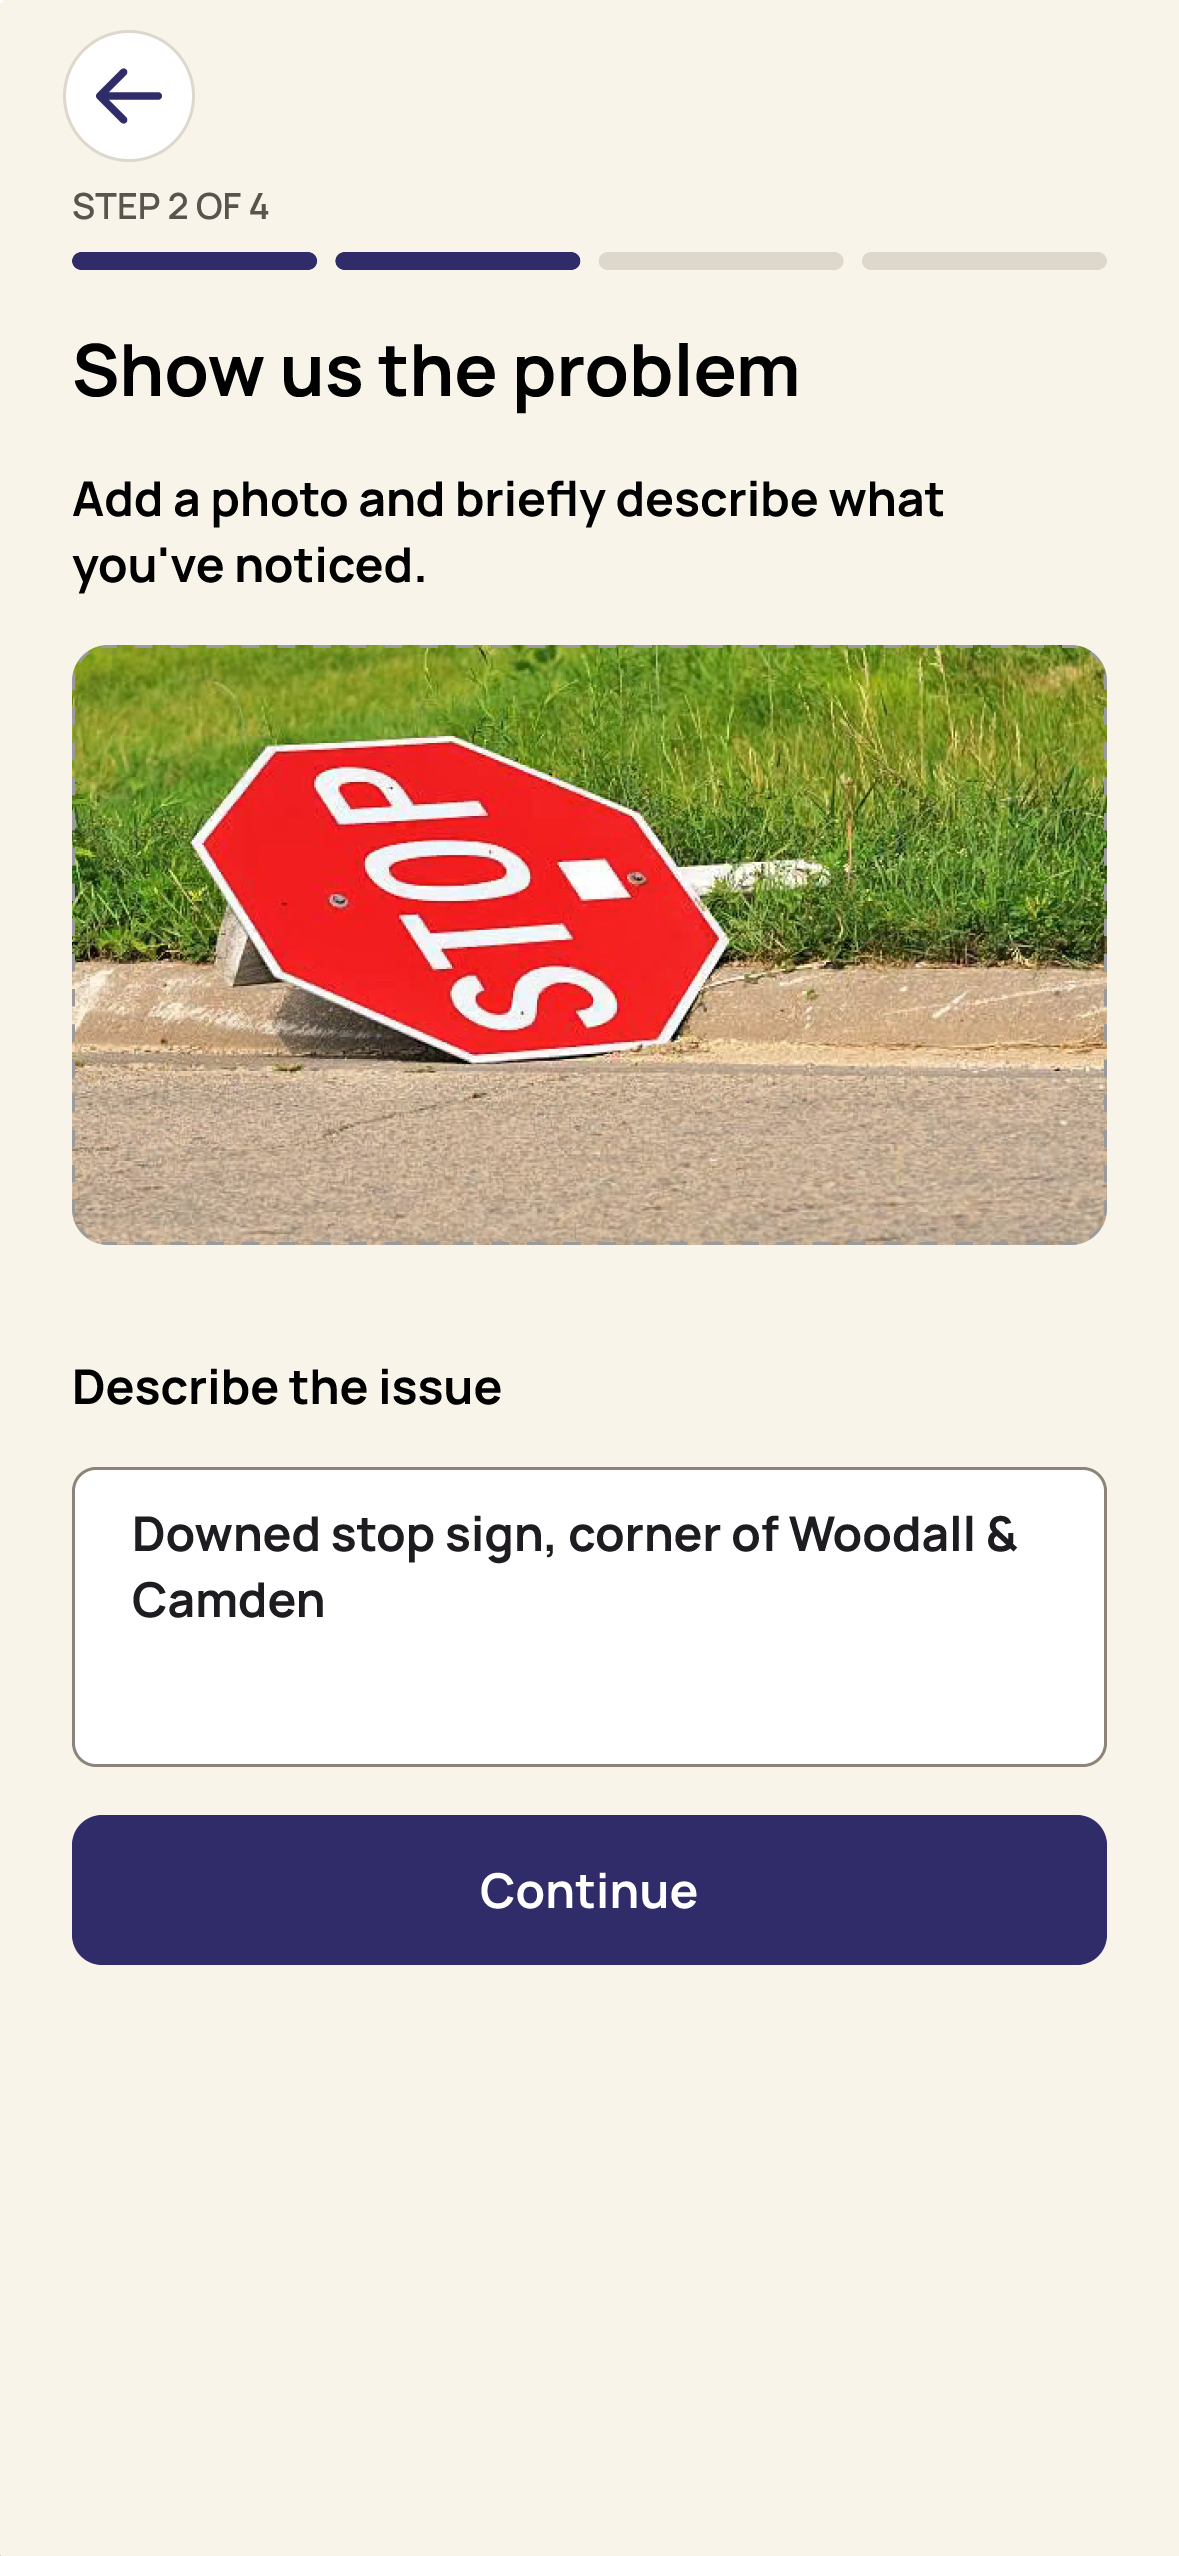 STEP 2 OF 4
Show us the problem
Add a photo and briefly describe what
you've noticed.
STOP
Describe the issue
Downed stop sign, corner of Woodall &
Camden
Continue